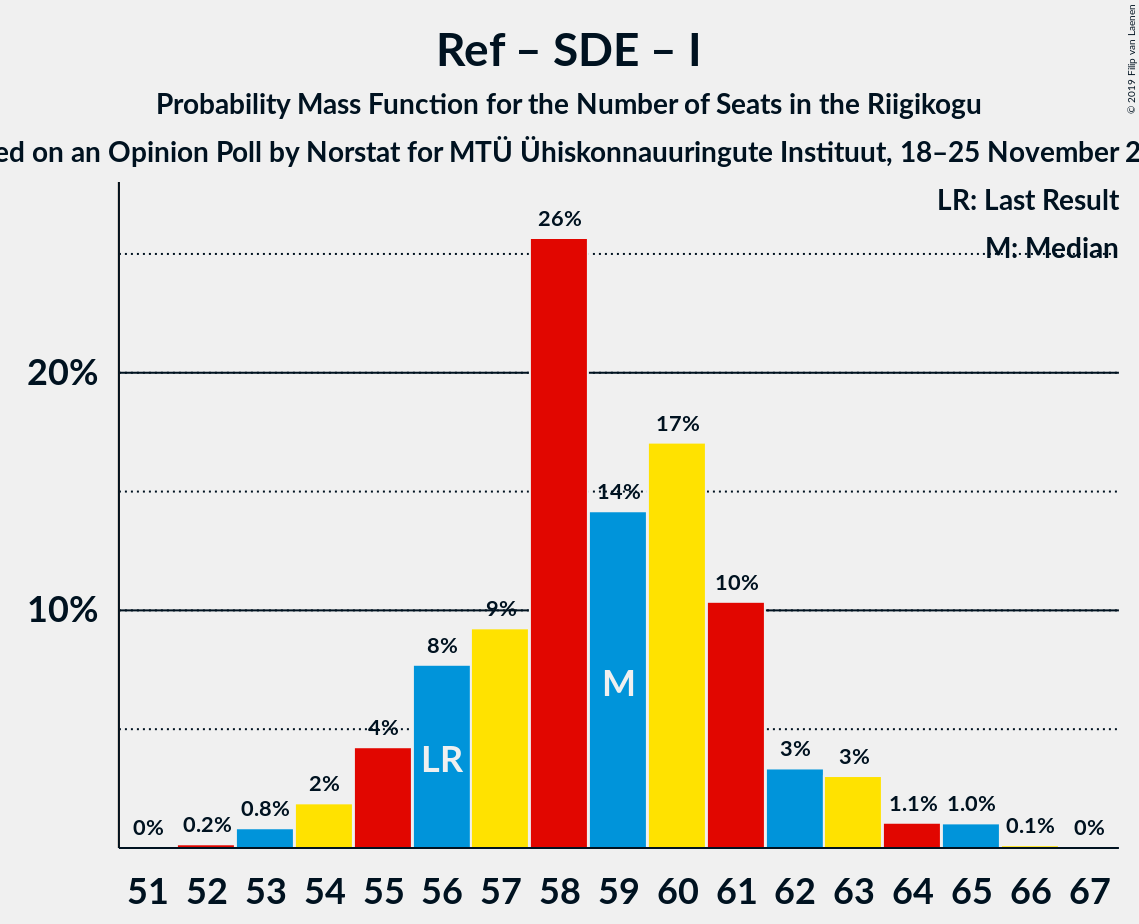 © 2019 Filip van Laenen
Ref – SDE – I
Probability Mass Function for the Number of Seats in the Riigikogu
on an Opinion Poll by Norstat for MTÜ Ühiskonnauuringute Instituut, 18–25 November
LR: Last Result
M: Median
20%
10%
0%
0.2%
0.8%
2%
4%
8%
9%
26%
14%
17%
10%
3%
3%
1.1%
1.0%
0.1%
0%
LR
M
51 52 53 54 55 56 57 58 59 60 61 62 63 64 65 66 67